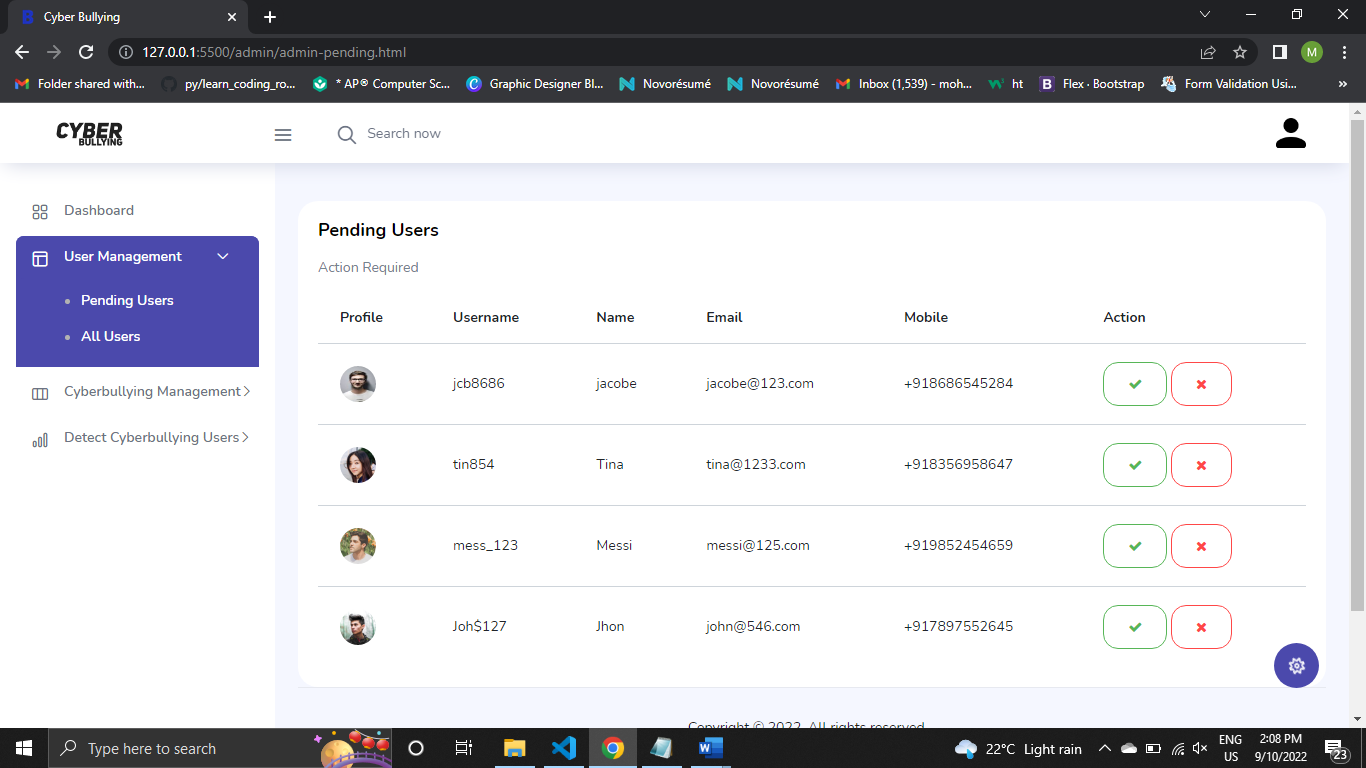 Cyber Bullying
127.0.0.1:5500/admin/admin-pending.html
M
Folder shared with...
py/learn_coding_ro...
* AP® Computer Sc...
Graphic Designer Bl...
Novorésumé
Novorésumé
Inbox (1,539) - moh...
ht
Flex · Bootstrap
Form Validation Usi...
»
CYBER
BULLYING
Search now
Dashboard
User Management
Pending Users
All Users
Cyberbullying Management
Detect Cyberbullying Users
Pending Users
Action Required
Profile Username Name Email Mobile Action
jcb8686 jacobe jacobe@123.com +918686545284
tin854 Tina tina@1233.com +918356958647
mess_123 Messi messi@125.com +919852454659
Joh$127 Jhon john@546.com +917897552645
Copyright © 2022. All rights reserved
Type here to search
22°C Light rain
ENG
US
2:08 PM
9/10/2022
23